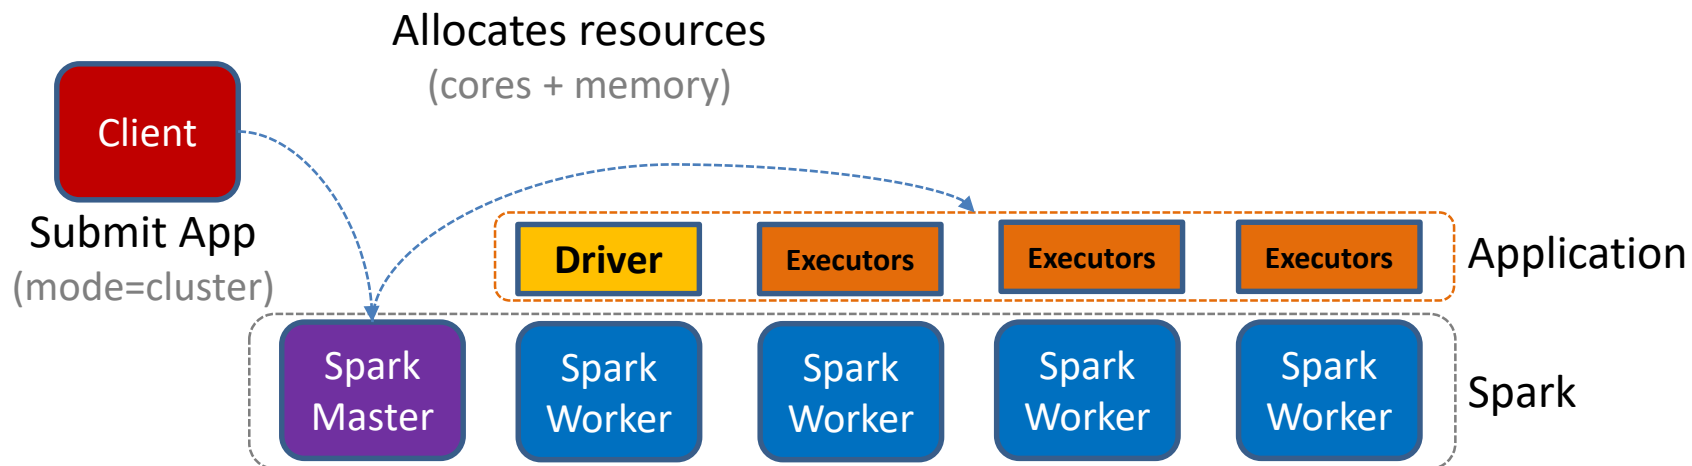 Allocates resources
(cores + memory)
Client
Submit App
(mode=cluster)
Driver
Executors
Executors
Executors
Application
Spark
Master
Spark
Worker
Spark
Worker
Spark
Worker
Spark
Worker
Spark